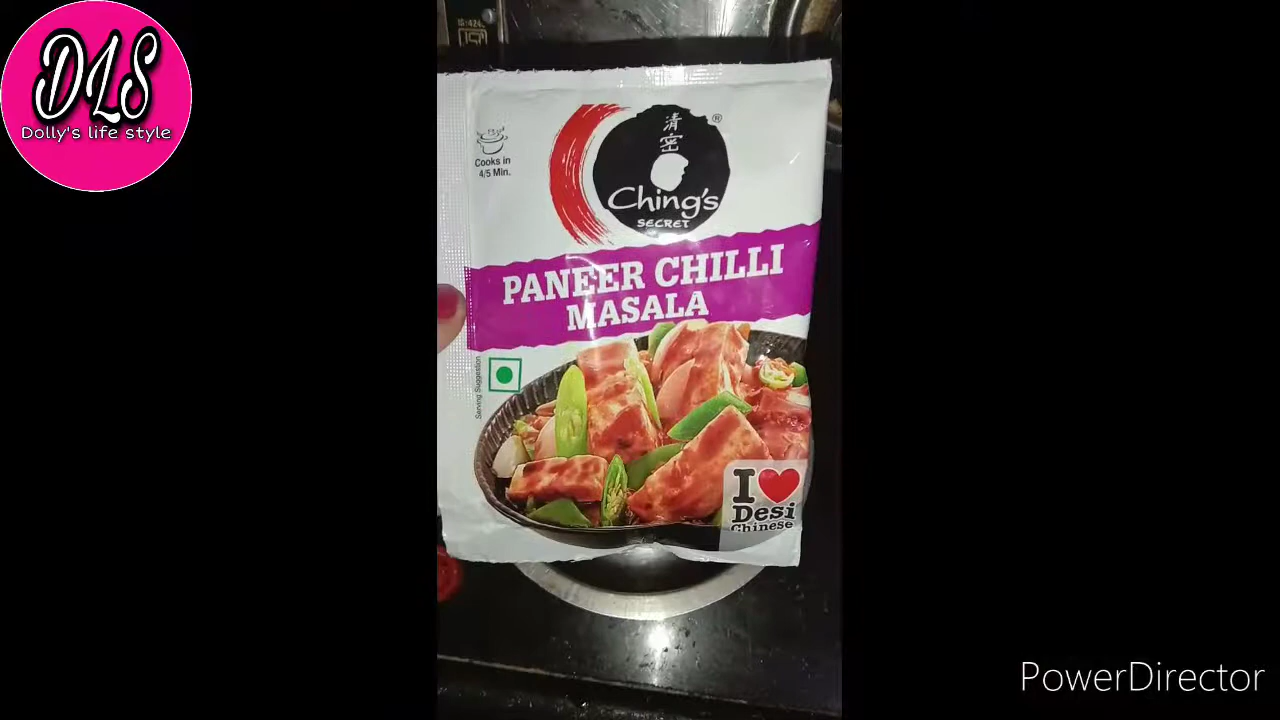 DLS
Dolly's life style
清
密
Ching's
SECRET
®
Cooks in
4/5 Min.
PANEER CHILLI
MASALA
Serving Suggestion
I ❤
Desi
Chinese
PowerDirector